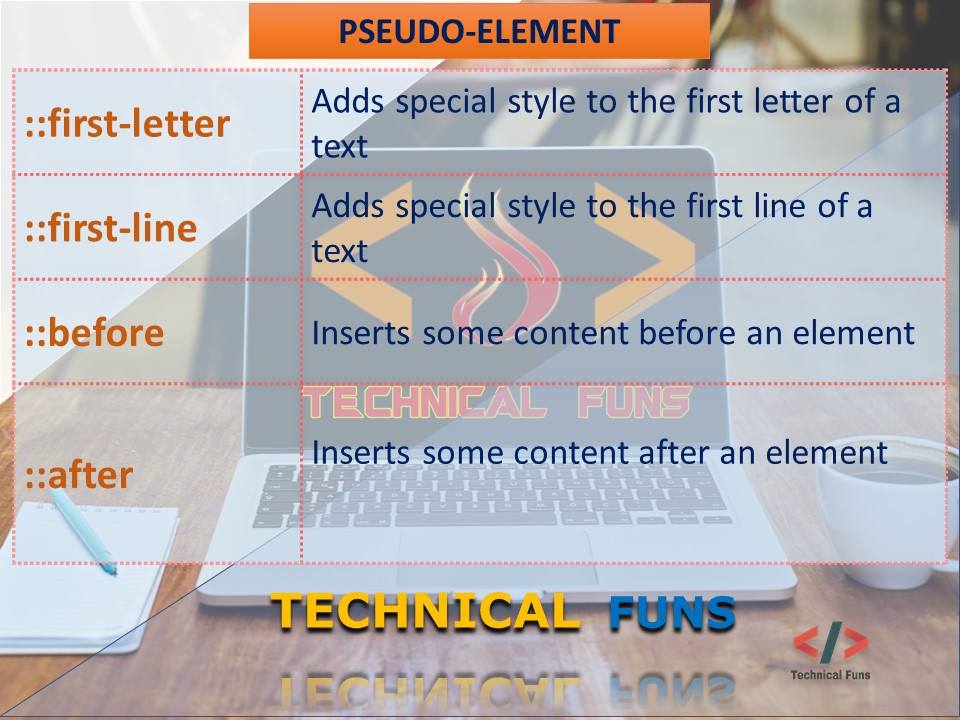 PSEUDO-ELEMENT
::first-letter
Adds special style to the first letter of a
text
::first-line
Adds special style to the first line of a
text
::before
Inserts some content before an element
TECHNICAL FUNS
::after
Inserts some content after an element
TECHNICAL FUNS
</>
Technical Funs
TECHNICAL FUNS